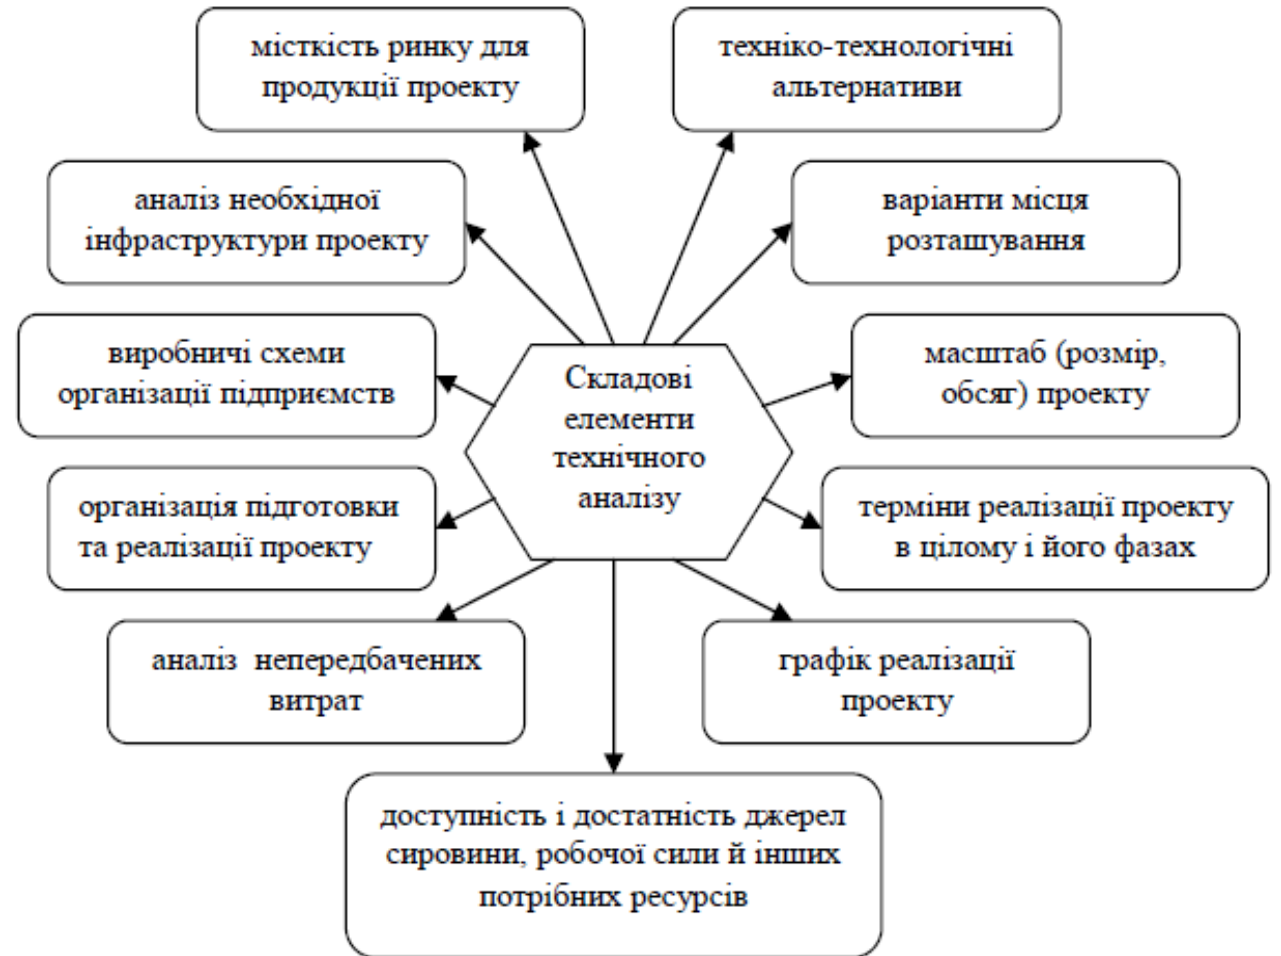 місткість ринку для
продукції проекту
техніко-технологічні
альтернативи
аналіз необхідної
інфраструктури проекту
варіанти місця
розташування
виробничі схеми
організації підприємств
Складові
елементи
технічного
аналізу
масштаб (розмір,
обсяг) проекту
організація підготовки
та реалізації проекту
терміни реалізації проекту
в цілому і його фазах
аналіз непередбачених
витрат
графік реалізації
проекту
доступність і достатність джерел
сировини, робочої сили й інших
потрібних ресурсів